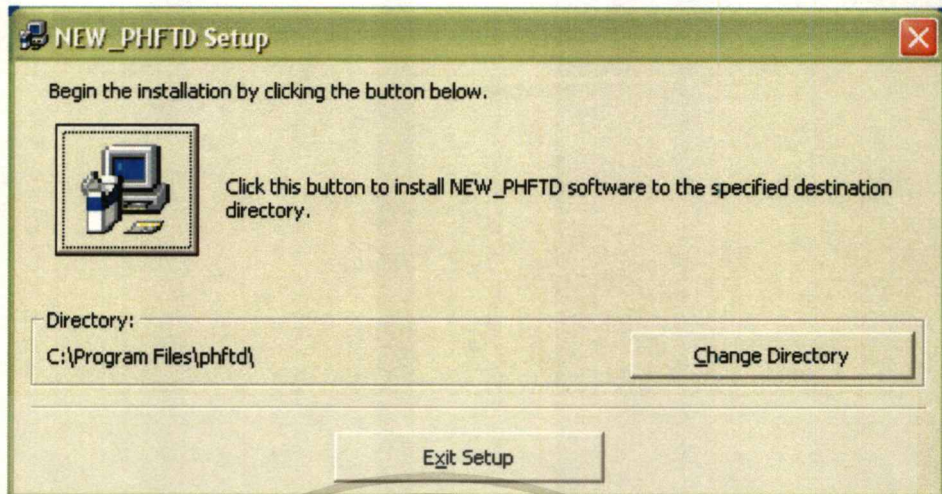 NEW_PHFTD Setup
Begin the installation by clicking the button below.
Click this button to install NEW_PHFTD software to the specified destination
directory.
Directory:
C:\Program Files\phftd\
Change Directory
Exit Setup